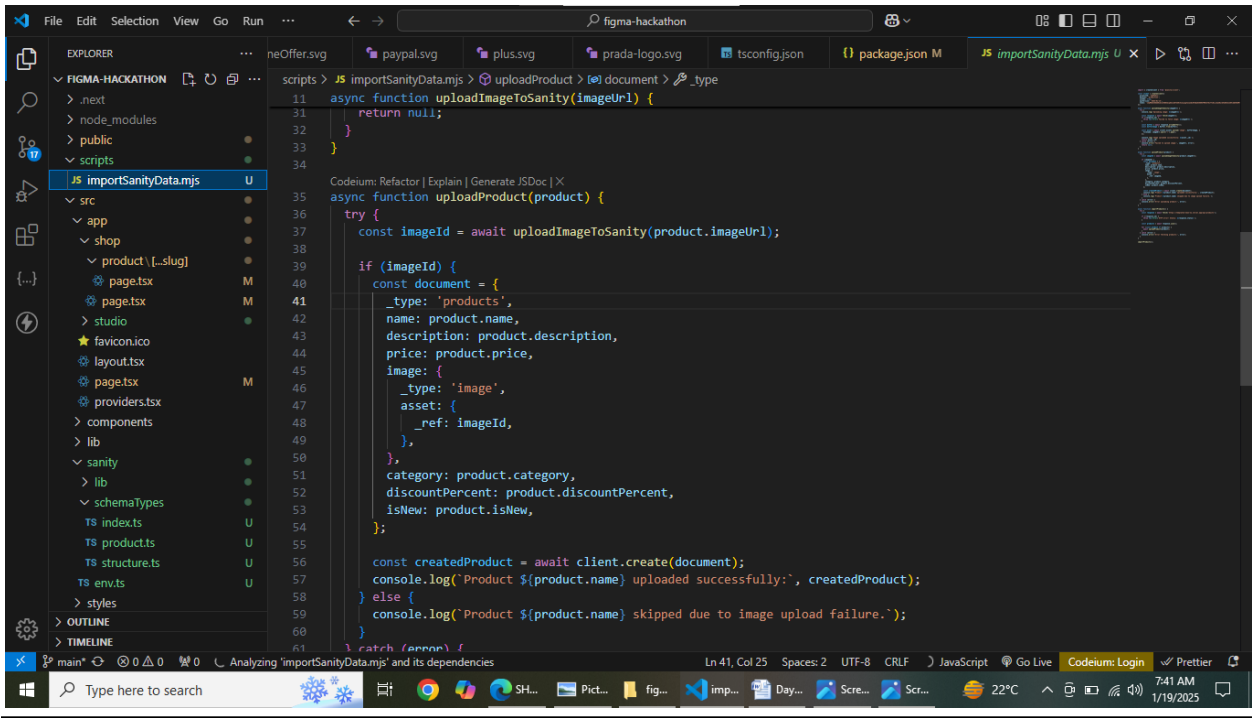 File Edit Selection View Go Run ··· figma-hackathon
EXPLORER ···
FIGMA-HACKATHON
.next
node_modules
public
scripts
JS importSanityData.mjs U
src
app
shop
product\[...slug]
page.tsx M
page.tsx M
studio
favicon.ico
layout.tsx
page.tsx M
providers.tsx
components
lib
sanity
lib
schemaTypes
TS index.ts U
TS product.ts U
TS structure.ts U
TS env.ts U
styles
OUTLINE
TIMELINE
17
neOffer.svg paypal.svg plus.svg prada-logo.svg TS tsconfig.json {} package.json M JS importSanityData.mjs U
scripts > JS importSanityData.mjs > uploadProduct > document > _type
11 async function uploadImageToSanity(imageUrl) {
31 return null;
32 }
33 }
34
Codeium: Refactor | Explain | Generate JSDoc | X
35 async function uploadProduct(product) {
36 try {
37 const imageId = await uploadImageToSanity(product.imageUrl);
38
39 if (imageId) {
40 const document = {
41 _type: 'products',
42 name: product.name,
43 description: product.description,
44 price: product.price,
45 image: {
46 _type: 'image',
47 asset: {
48 _ref: imageId,
49 },
50 },
51 category: product.category,
52 discountPercent: product.discountPercent,
53 isNew: product.isNew,
54 };
55
56 const createdProduct = await client.create(document);
57 console.log(`Product ${product.name} uploaded successfully:`, createdProduct);
58 } else {
59 console.log(`Product ${product.name} skipped due to image upload failure.`);
60 }
61 } catch (error) {
main* 0 0 0 Analyzing 'importSanityData.mjs' and its dependencies Ln 41, Col 25 Spaces: 2 UTF-8 CRLF JavaScript Go Live Codeium: Login Prettier
Type here to search SH... Pict... fig... imp... Day... Scre... Scr... 22°C 7:41 AM
1/19/2025